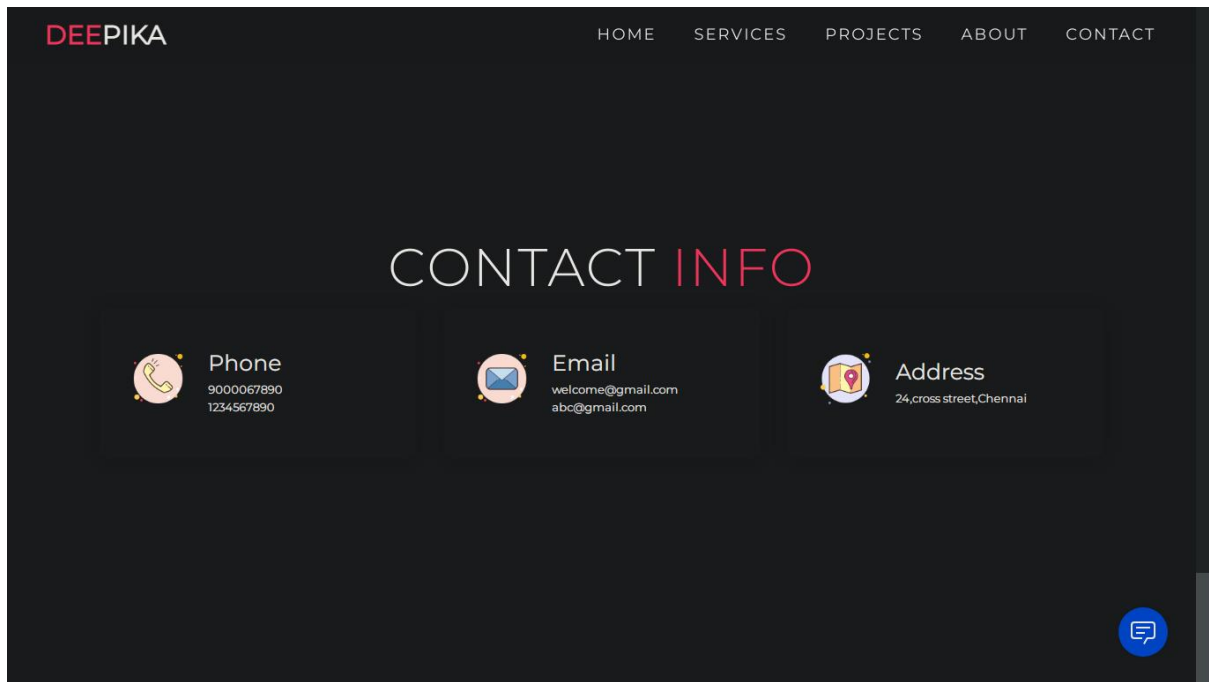 DEEPIKA
HOME SERVICES PROJECTS ABOUT CONTACT
CONTACT INFO
Phone
9000067890
1234567890
Email
welcome@gmail.com
abc@gmail.com
Address
24,cross street,Chennai